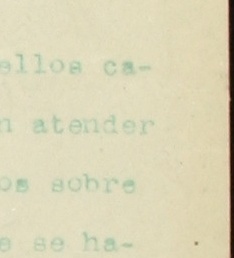 ellos ca-
n atender
os sobre
e se ha-